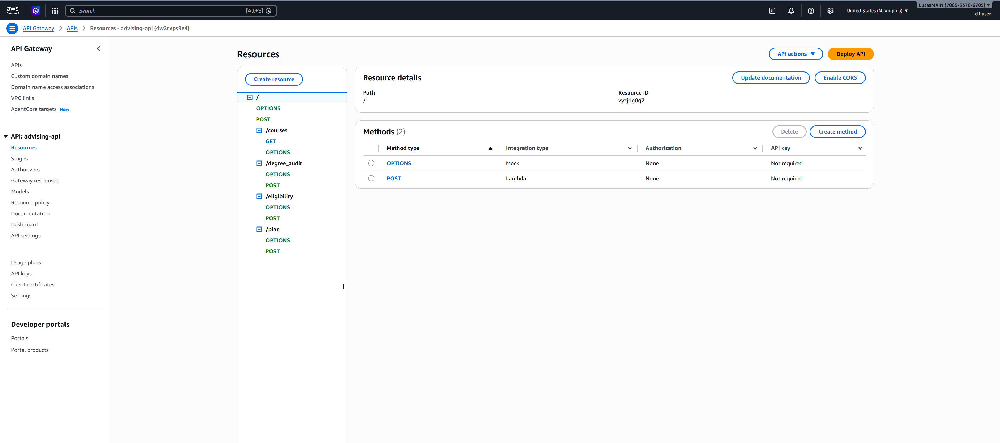 aws
Search [Alt+S]
United States (N. Virginia)
LucasMAIN (7085-3370-6705)
cli-user
API Gateway > APIs > Resources - advising-api (4w2rvps9e4)
API Gateway
APIs
Custom domain names
Domain name access associations
VPC links
AgentCore targets New
API: advising-api
Resources
Stages
Authorizers
Gateway responses
Models
Resource policy
Documentation
Dashboard
API settings
Usage plans
API keys
Client certificates
Settings
Developer portals
Portals
Portal products
Resources
API actions
Deploy API
Create resource
/
OPTIONS
POST
/courses
GET
OPTIONS
/degree_audit
OPTIONS
POST
/eligibility
OPTIONS
POST
/plan
OPTIONS
POST
Resource details
Update documentation
Enable CORS
Path
/
Resource ID
vyzjrig0q7
Methods (2)
Delete
Create method
Method type Integration type Authorization API key
OPTIONS Mock None Not required
POST Lambda None Not required